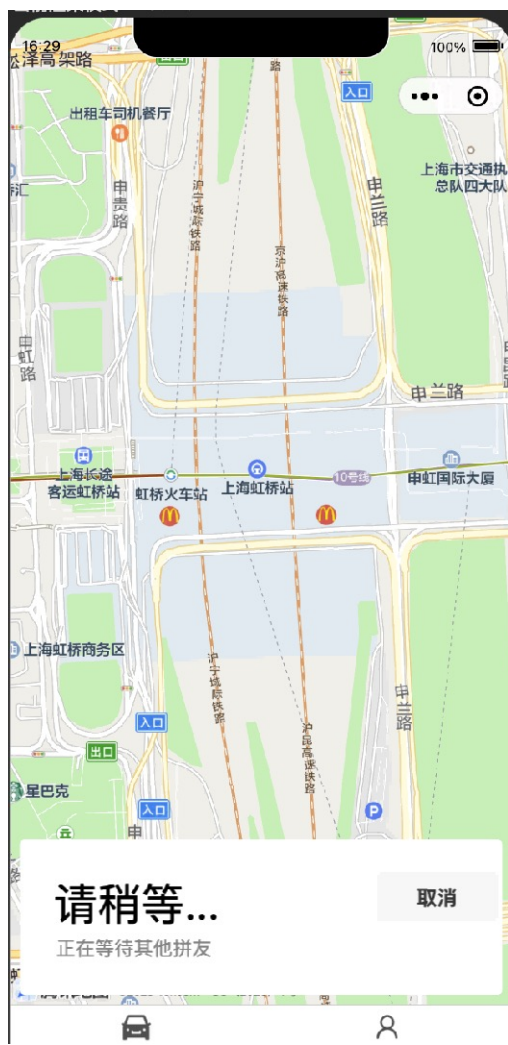 16:29
100%
泽高架路
出口
入口
出租车司机餐厅
上海市交通执
总队四大队
申贵路
沪宁城际铁路
京沪高速铁路
申兰路
申虹路
申兰路
上海长途
客运虹桥站
虹桥火车站
上海虹桥站
10号线
申虹国际大厦
上海虹桥商务区
沪宁城际铁路
沪昆高速铁路
申兰路
入口
出口
星巴克
入口
P
申
请稍等...
取消
正在等待其他拼友